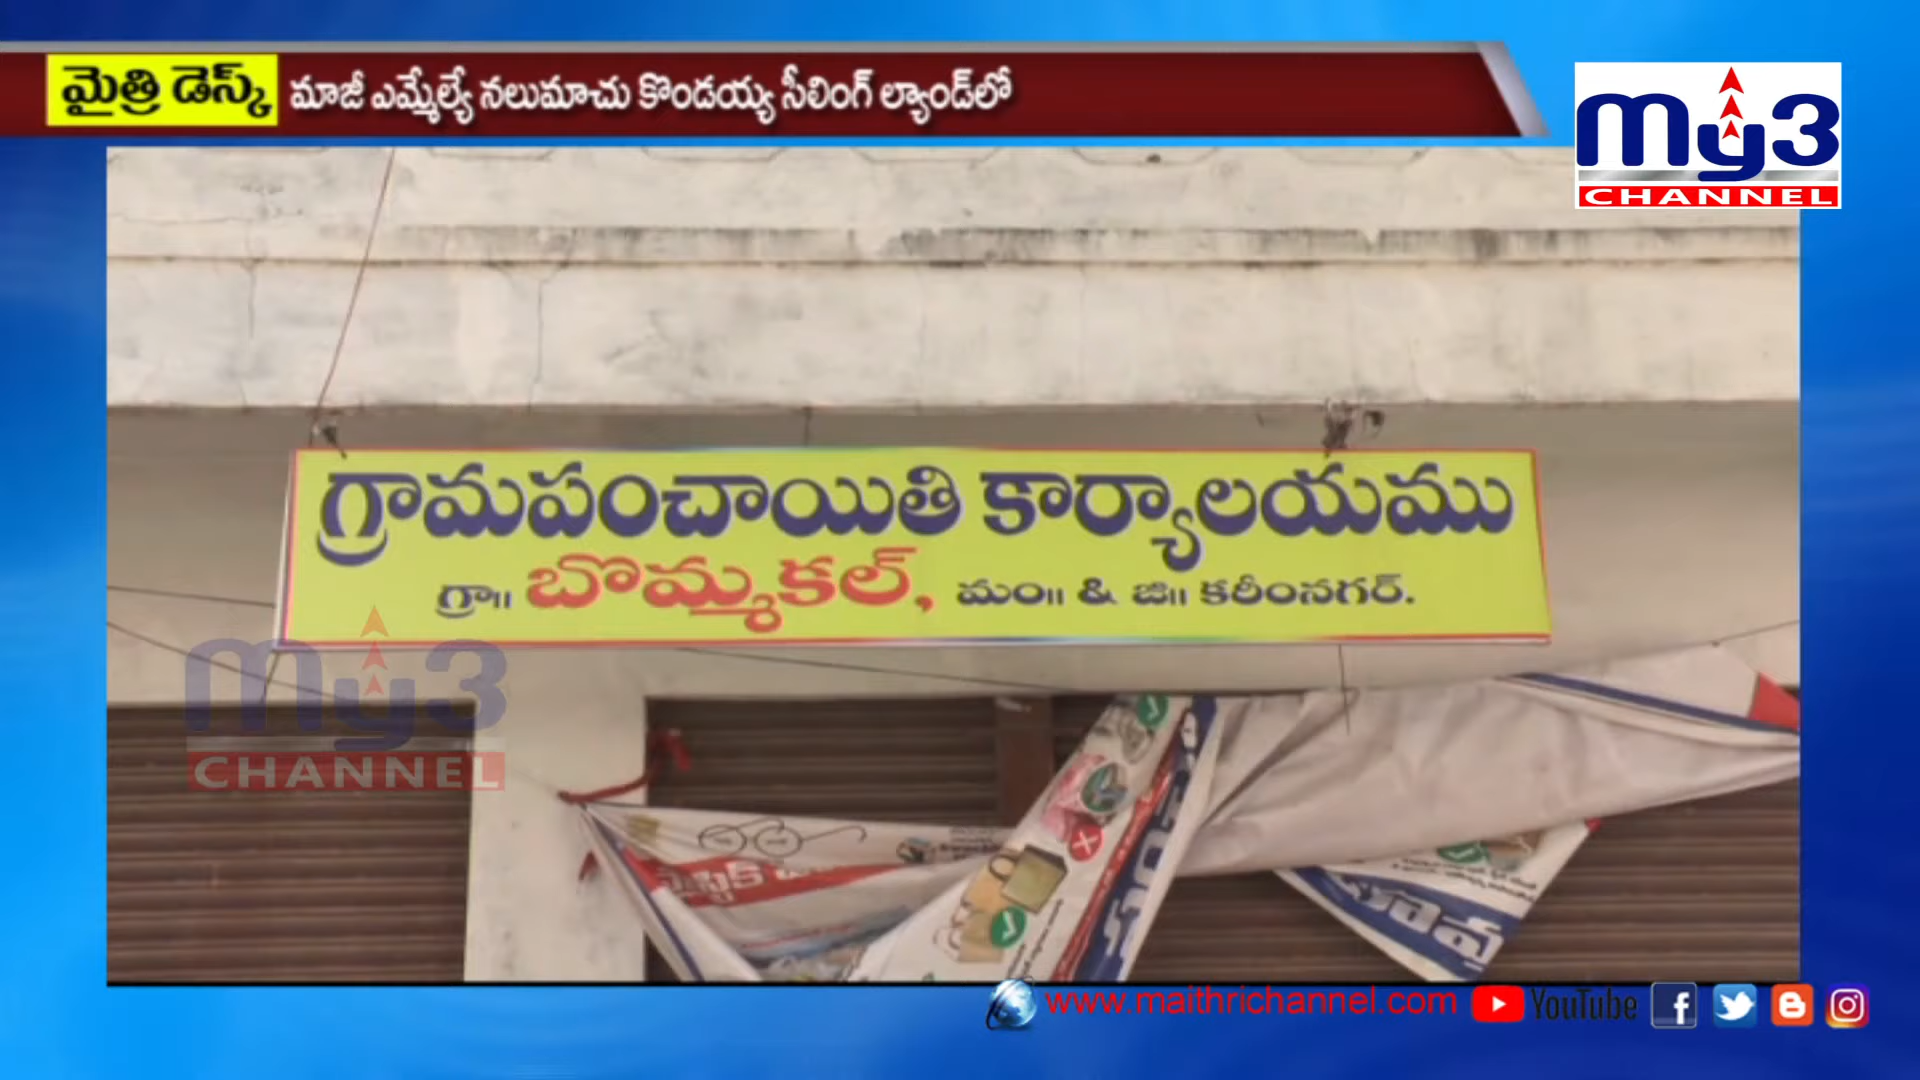 మైత్రి డెస్క్ మాజీ ఎమ్మేల్యే నలుమాచు కొండయ్య సీలింగ్ ల్యాండ్‌లో
my3
CHANNEL
గ్రామపంచాయితి కార్యాలయము
గ్రా॥ బొమ్మకల్, మం॥ & జి॥ కరీంనగర్.
my3
CHANNEL
www.maithrichannel.com YouTube